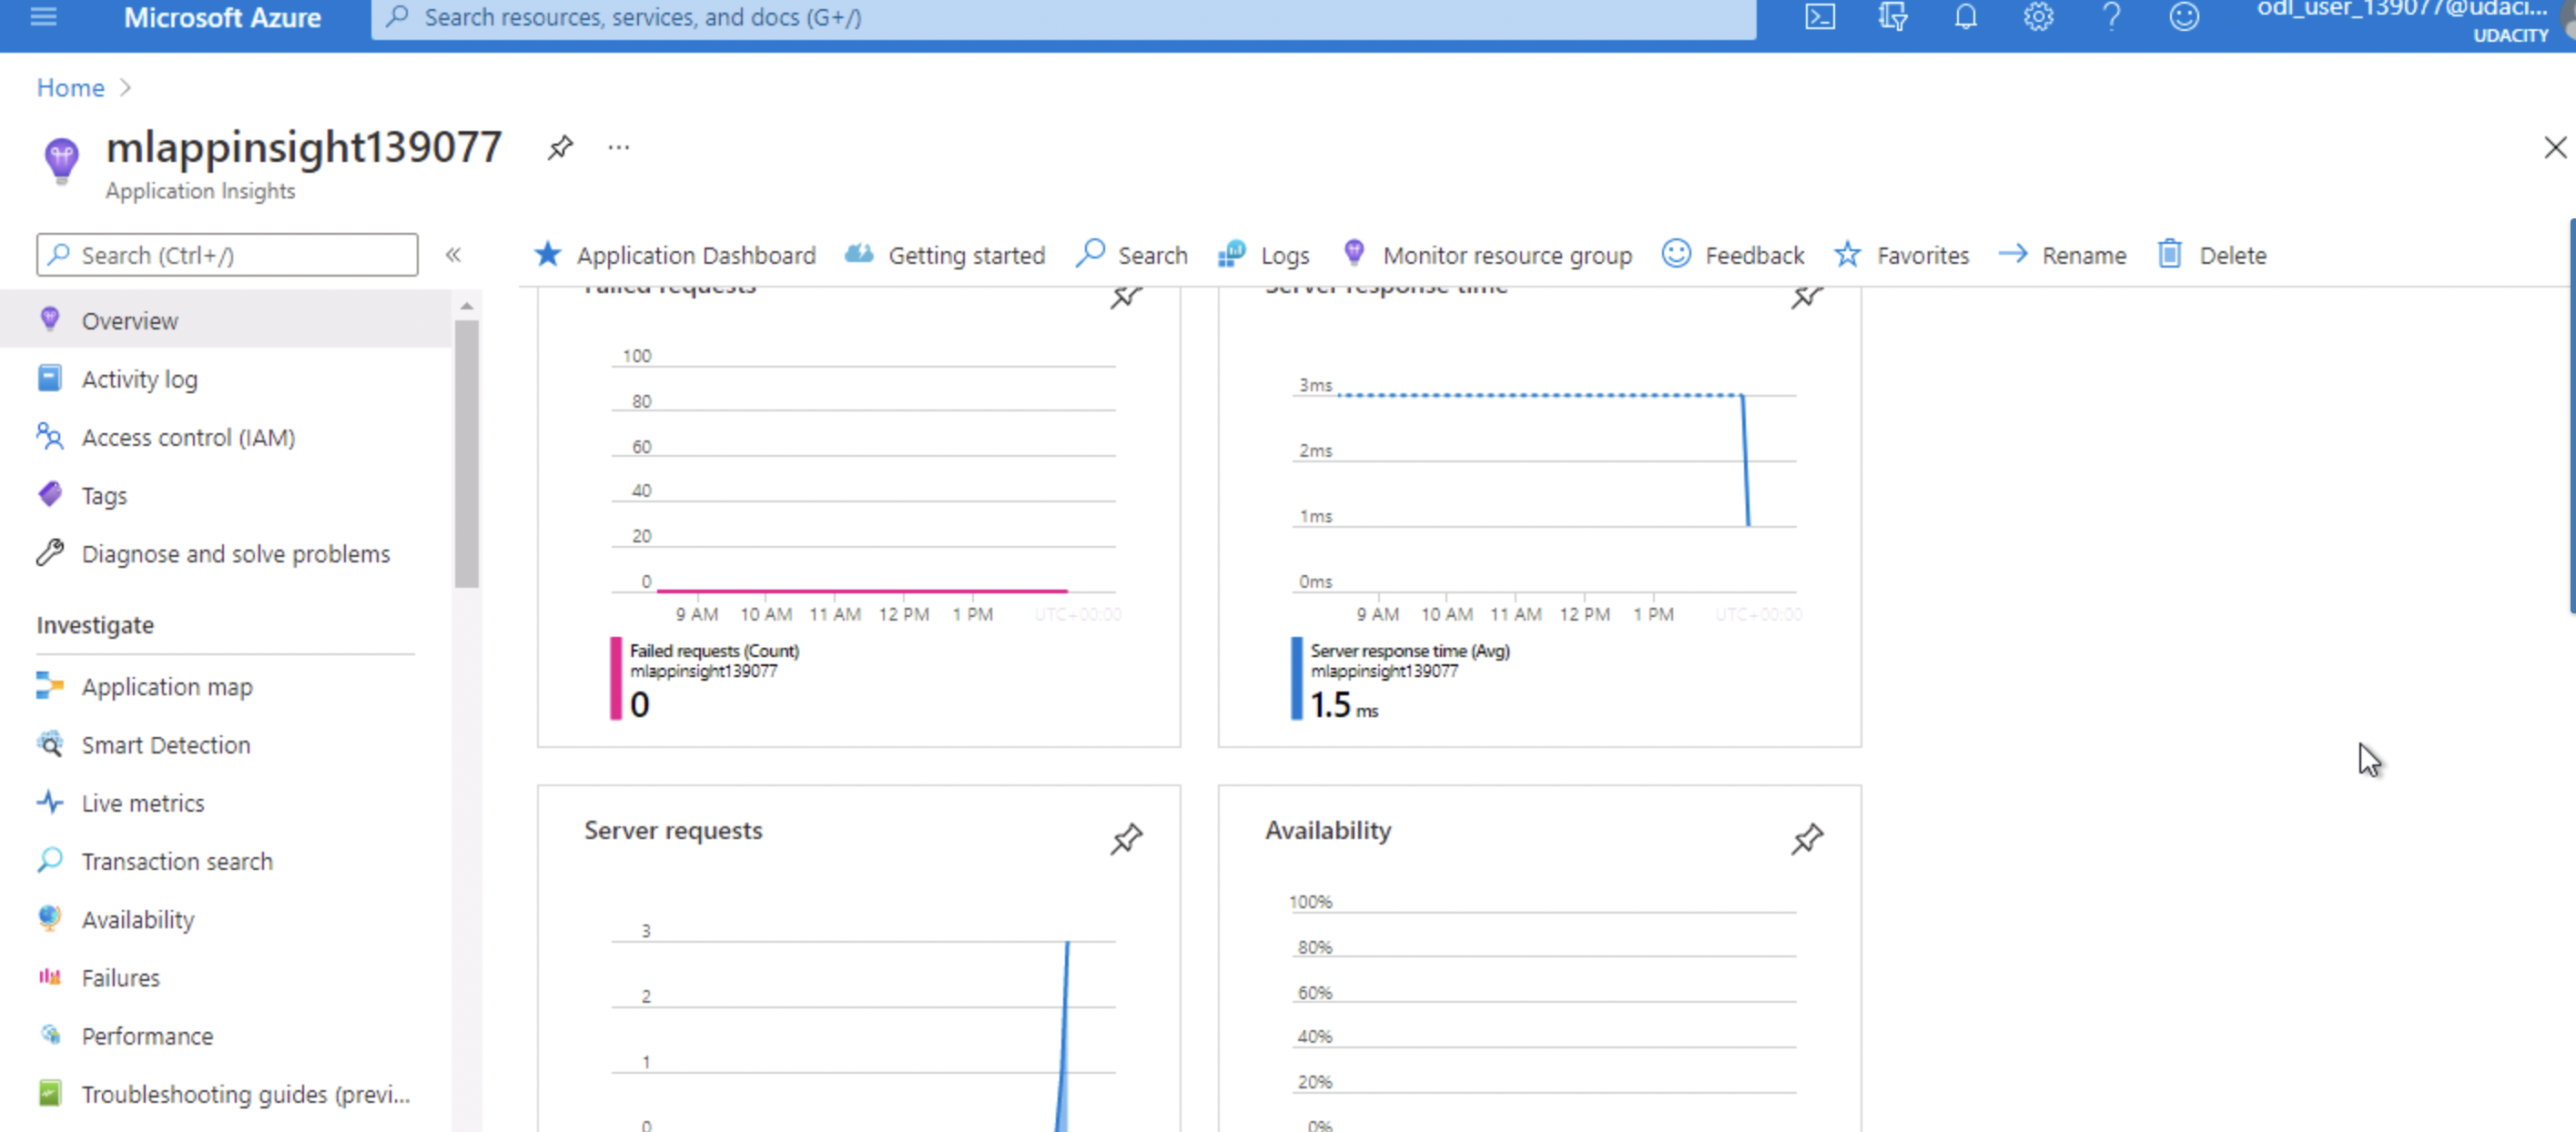 Microsoft Azure
Search resources, services, and docs (G+/)
odl_user_139077@udaci...
UDACITY
Home
mlappinsight139077
...
Application Insights
Search (Ctrl+/)
«
Application Dashboard
Getting started
Search
Logs
Monitor resource group
Feedback
Favorites
Rename
Delete
Overview
Activity log
Access control (IAM)
Tags
Diagnose and solve problems
Investigate
Application map
Smart Detection
Live metrics
Transaction search
Availability
Failures
Performance
Troubleshooting guides (previ...
Failed requests
100
80
60
40
20
0
9 AM 10 AM 11 AM 12 PM 1 PM UTC+00:00
Failed requests (Count)
mlappinsight139077
0
Server response time
3ms
2ms
1ms
0ms
9 AM 10 AM 11 AM 12 PM 1 PM UTC+00:00
Server response time (Avg)
mlappinsight139077
1.5 ms
Server requests
3
2
1
0
Availability
100%
80%
60%
40%
20%
0%